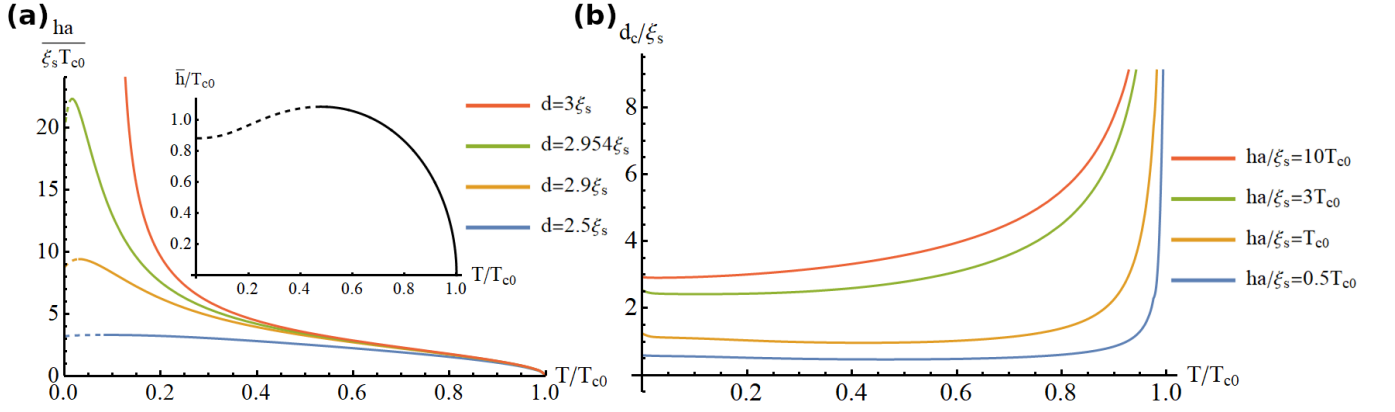 (a)
ha
ξsTc0
20
15
10
5
0
0.0 0.2 0.4 0.6 0.8 1.0
T/Tc0
h̅/Tc0
1.0
0.8
0.6
0.4
0.2
0.2 0.4 0.6 0.8 1.0
T/Tc0
d=3ξs
d=2.954ξs
d=2.9ξs
d=2.5ξs
(b)
dc/ξs
8
6
4
2
0
0.2 0.4 0.6 0.8 1.0
T/Tc0
ha/ξs=10Tc0
ha/ξs=3Tc0
ha/ξs=Tc0
ha/ξs=0.5Tc0